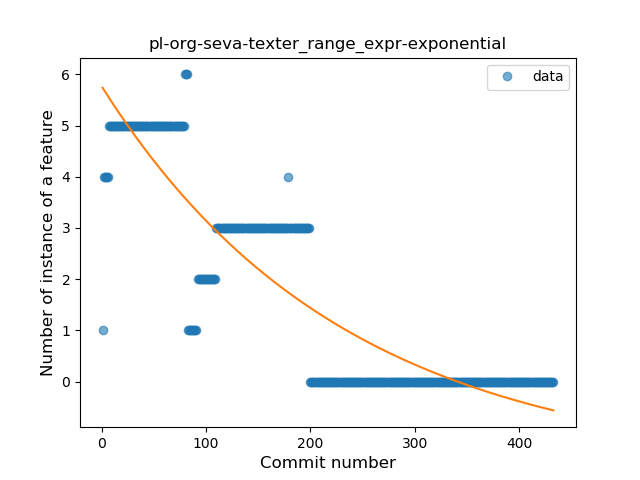 pl-org-seva-texter_range_expr-exponential
data
Number of instance of a feature
6
5
4
3
2
1
0
0 100 200 300 400
Commit number